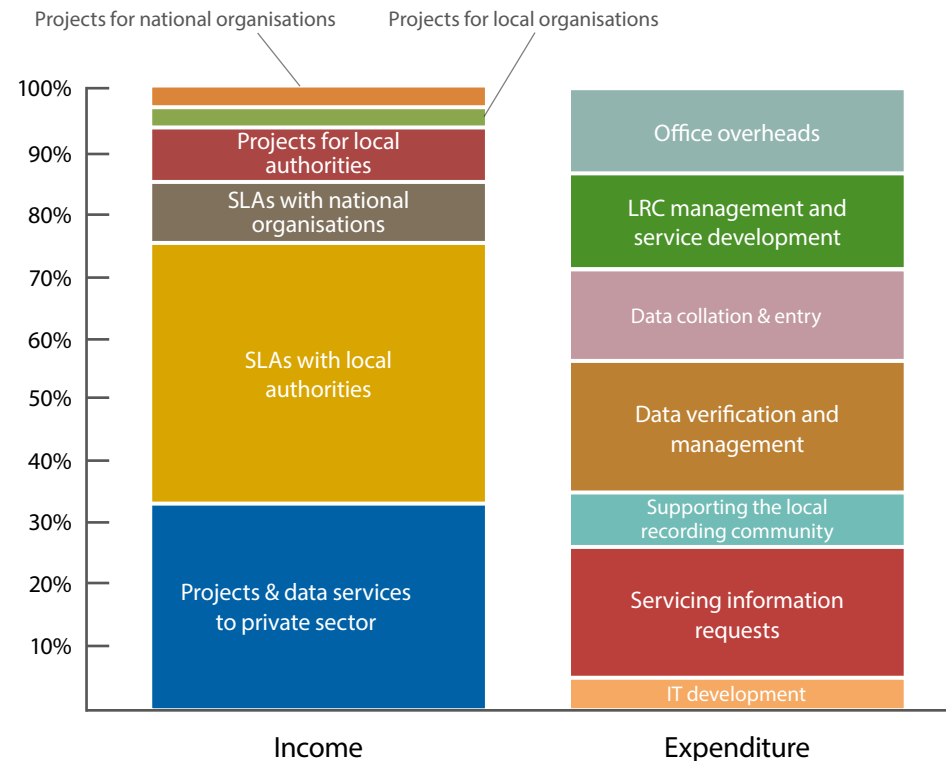 Projects for national organisations
Projects for local organisations
100%
90%
80%
70%
60%
50%
40%
30%
20%
10%
Projects for local
authorities
SLAs with national
organisations
SLAs with local
authorities
Projects & data services
to private sector
Office overheads
LRC management and
service development
Data collation & entry
Data verification and
management
Supporting the local
recording community
Servicing information
requests
IT development
Income
Expenditure